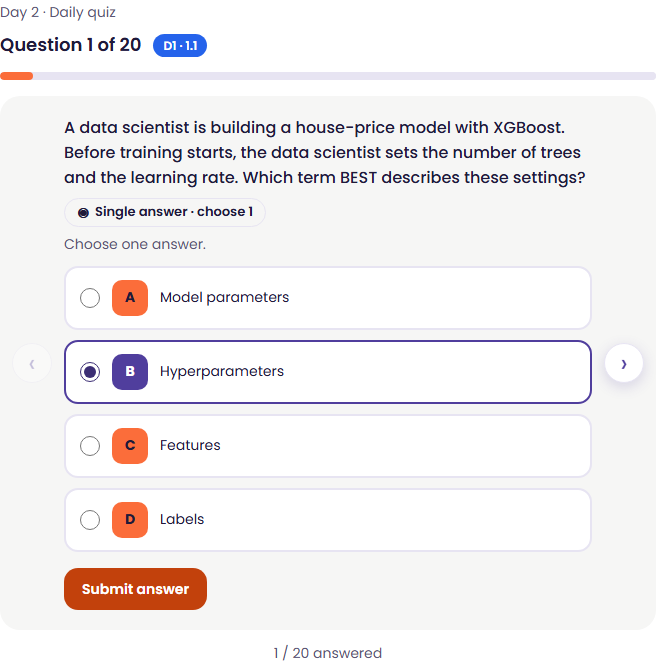 Day 2 · Daily quiz
Question 1 of 20
D1 · 1.1
A data scientist is building a house-price model with XGBoost.
Before training starts, the data scientist sets the number of trees
and the learning rate. Which term BEST describes these settings?
◉ Single answer · choose 1
Choose one answer.
A Model parameters
‹
B Hyperparameters
›
C Features
D Labels
Submit answer
1 / 20 answered